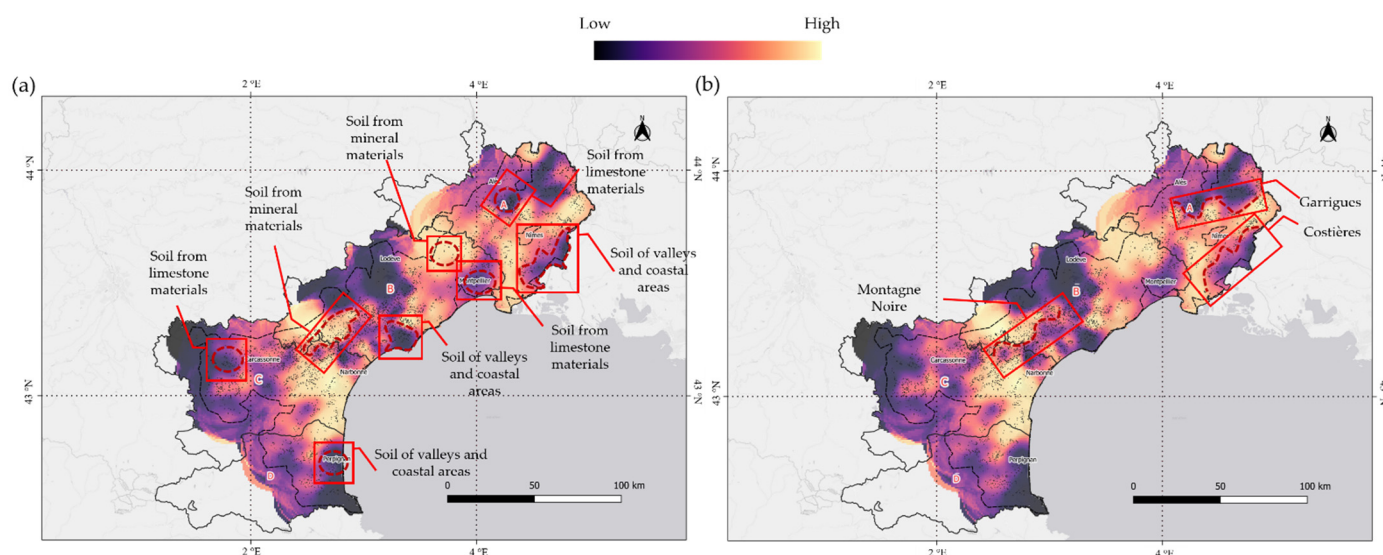 Low
High
(a)
2 °E
4 °E
N
44 °N
43 °N
Soil from
mineral
materials
Soil from
limestone
materials
Soil from
mineral
materials
Soil from
limestone
materials
Soil of valleys
and coastal
areas
Soil from
limestone
materials
Soil of valleys
and coastal
areas
Soil of valleys and
coastal areas
Alès
A
Nîmes
Lodève
B
Montpellier
Carcassonne
C
Narbonne
Perpignan
D
0
50
100 km
2 °E
4 °E
(b)
2 °E
4 °E
N
44 °N
43 °N
Garrigues
Costières
Montagne
Noire
Alès
A
Lodève
B
Montpellier
Carcassonne
C
Narbonne
Perpignan
D
0
50
100 km
2 °E
4 °E